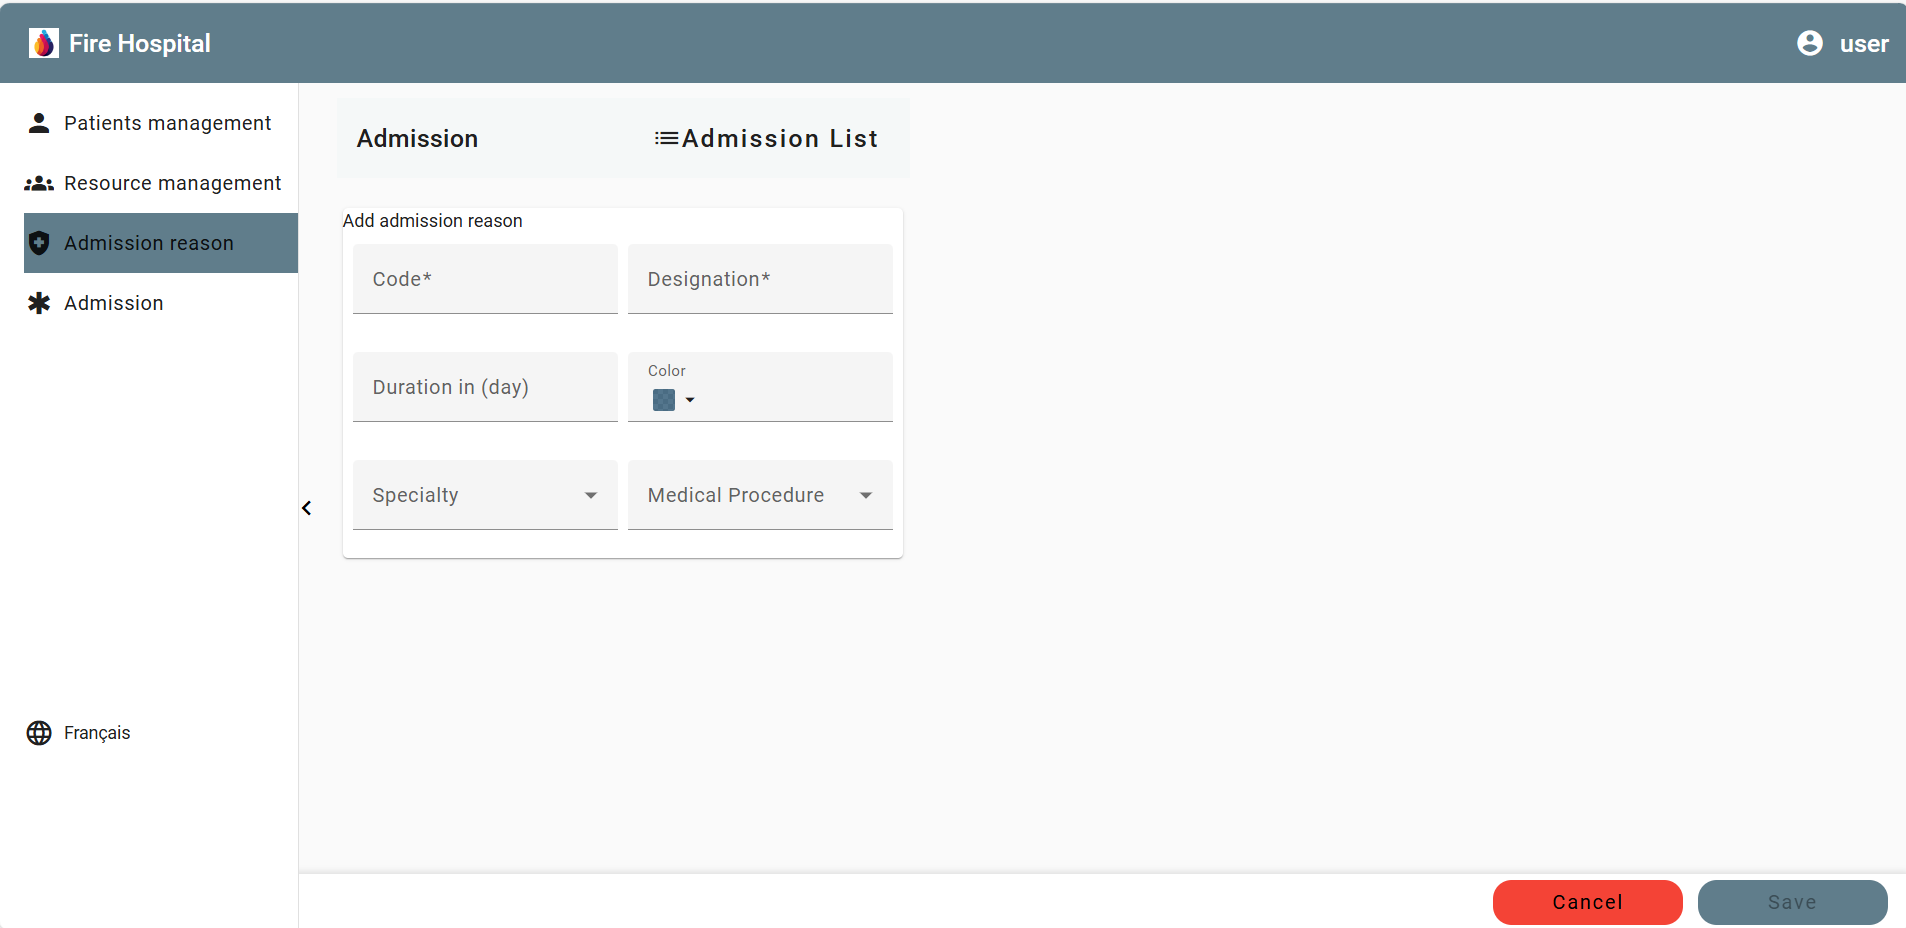 Fire Hospital
user
Patients management
Resource management
Admission reason
Admission
Français
Admission
Admission List
Add admission reason
Code*
Designation*
Duration in (day)
Color
Specialty
Medical Procedure
Cancel
Save